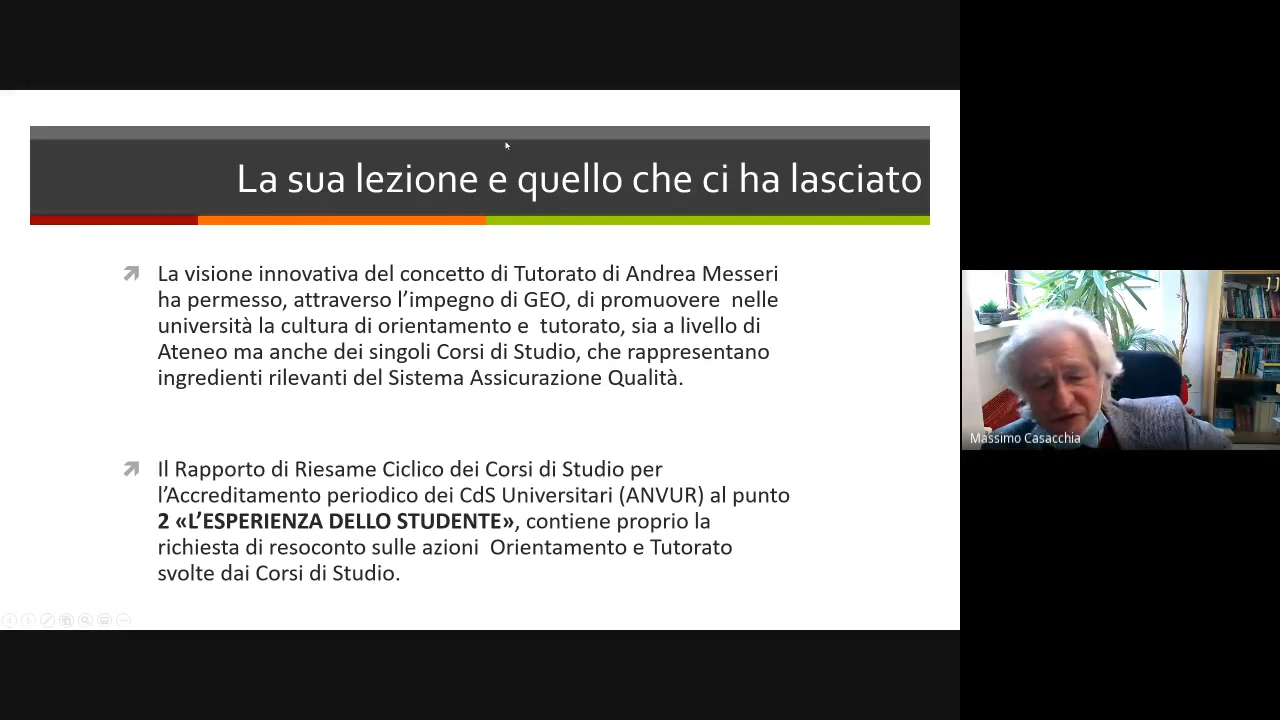 La sua lezione e quello che ci ha lasciato
La visione innovativa del concetto di Tutorato di Andrea Messeri
ha permesso, attraverso l’impegno di GEO, di promuovere nelle
università la cultura di orientamento e tutorato, sia a livello di
Ateneo ma anche dei singoli Corsi di Studio, che rappresentano
ingredienti rilevanti del Sistema Assicurazione Qualità.
Il Rapporto di Riesame Ciclico dei Corsi di Studio per
l’Accreditamento periodico dei CdS Universitari (ANVUR) al punto
2 «L’ESPERIENZA DELLO STUDENTE», contiene proprio la
richiesta di resoconto sulle azioni Orientamento e Tutorato
svolte dai Corsi di Studio.
Massimo Casacchia